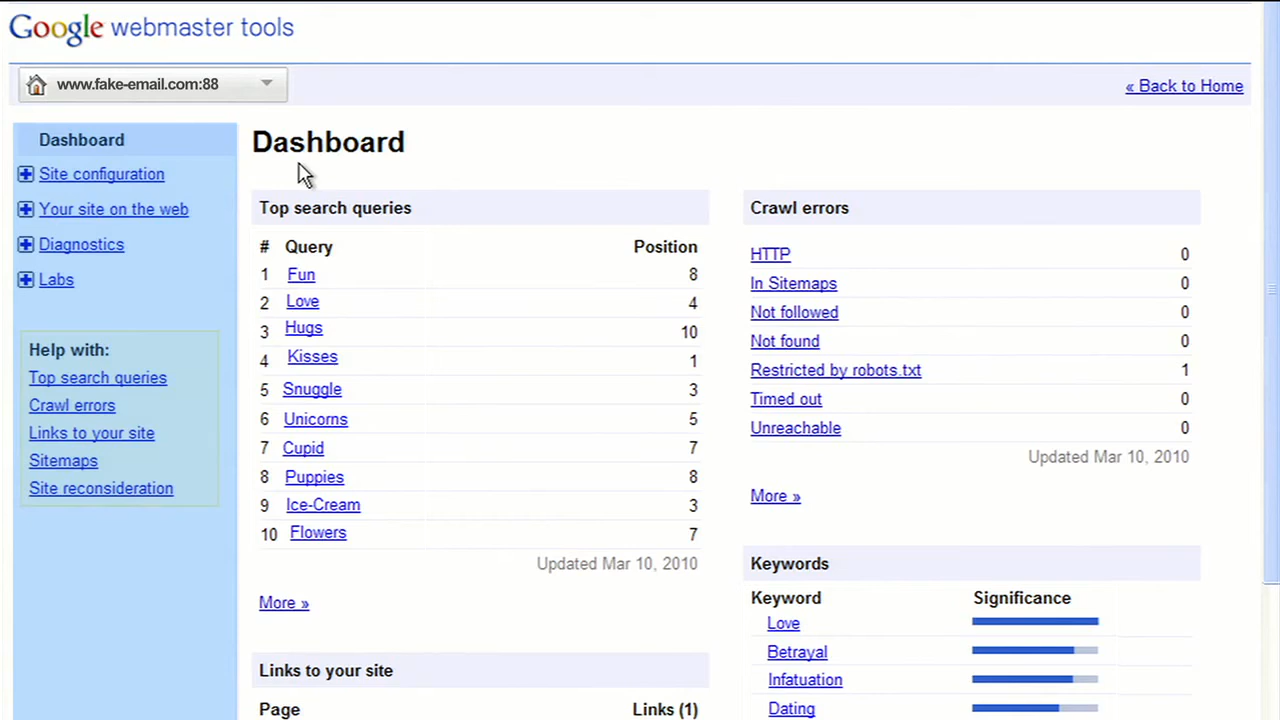 Google webmaster tools
www.fake-email.com:88
« Back to Home
Dashboard
Site configuration
Your site on the web
Diagnostics
Labs
Help with:
Top search queries
Crawl errors
Links to your site
Sitemaps
Site reconsideration
Dashboard
Top search queries
# Query Position
1 Fun 8
2 Love 4
3 Hugs 10
4 Kisses 1
5 Snuggle 3
6 Unicorns 5
7 Cupid 7
8 Puppies 8
9 Ice-Cream 3
10 Flowers 7
Updated Mar 10, 2010
More »
Links to your site
Page Links (1)
Crawl errors
HTTP 0
In Sitemaps 0
Not followed 0
Not found 0
Restricted by robots.txt 1
Timed out 0
Unreachable 0
Updated Mar 10, 2010
More »
Keywords
Keyword Significance
Love
Betrayal
Infatuation
Dating